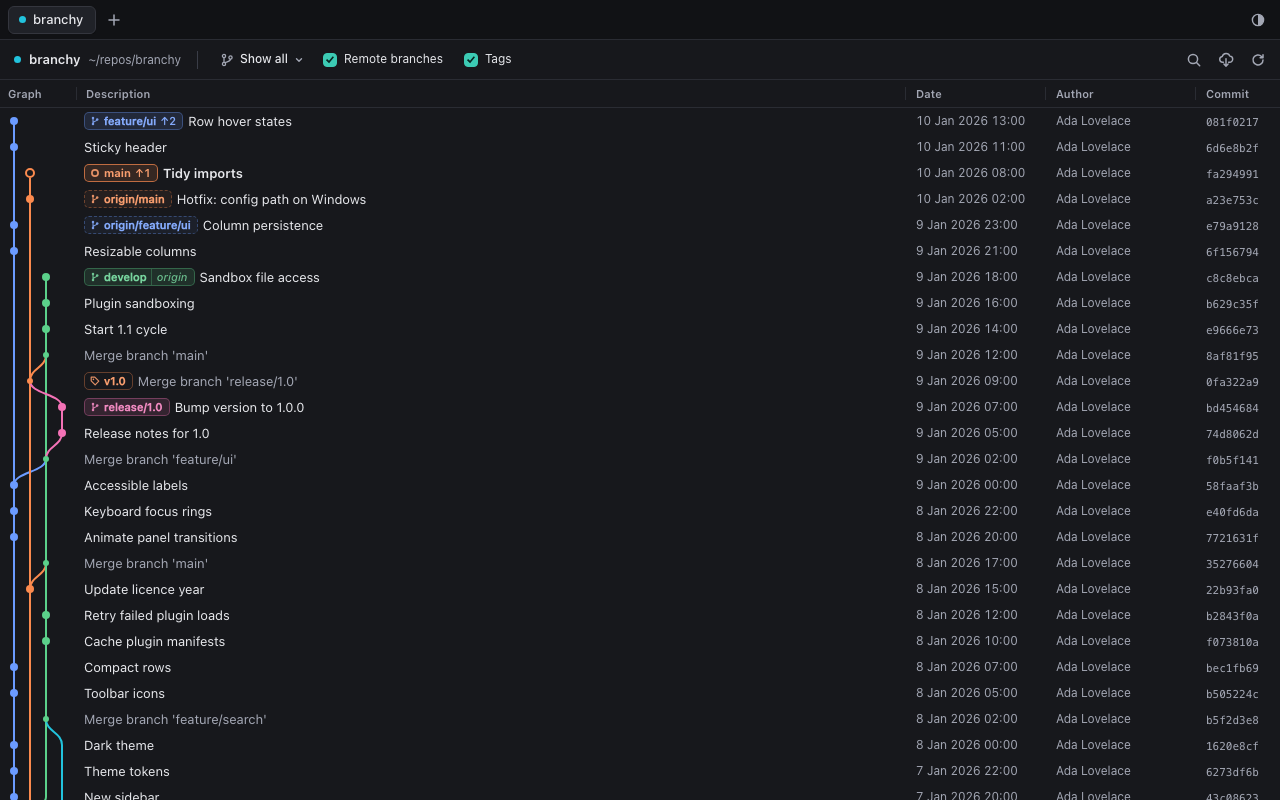 branchy
branchy ~/repos/branchy Show all Remote branches Tags
Graph Description Date Author Commit
feature/ui ↑2 Row hover states 10 Jan 2026 13:00 Ada Lovelace 081f0217
Sticky header 10 Jan 2026 11:00 Ada Lovelace 6d6e8b2f
main ↑1 Tidy imports 10 Jan 2026 08:00 Ada Lovelace fa294991
origin/main Hotfix: config path on Windows 10 Jan 2026 02:00 Ada Lovelace a23e753c
origin/feature/ui Column persistence 9 Jan 2026 23:00 Ada Lovelace e79a9128
Resizable columns 9 Jan 2026 21:00 Ada Lovelace 6f156794
develop origin Sandbox file access 9 Jan 2026 18:00 Ada Lovelace c8c8ebca
Plugin sandboxing 9 Jan 2026 16:00 Ada Lovelace b629c35f
Start 1.1 cycle 9 Jan 2026 14:00 Ada Lovelace e9666e73
Merge branch 'main' 9 Jan 2026 12:00 Ada Lovelace 8af81f95
v1.0 Merge branch 'release/1.0' 9 Jan 2026 09:00 Ada Lovelace 0fa322a9
release/1.0 Bump version to 1.0.0 9 Jan 2026 07:00 Ada Lovelace bd454684
Release notes for 1.0 9 Jan 2026 05:00 Ada Lovelace 74d8062d
Merge branch 'feature/ui' 9 Jan 2026 02:00 Ada Lovelace f0b5f141
Accessible labels 9 Jan 2026 00:00 Ada Lovelace 58faaf3b
Keyboard focus rings 8 Jan 2026 22:00 Ada Lovelace e40fd6da
Animate panel transitions 8 Jan 2026 20:00 Ada Lovelace 7721631f
Merge branch 'main' 8 Jan 2026 17:00 Ada Lovelace 35276604
Update licence year 8 Jan 2026 15:00 Ada Lovelace 22b93fa0
Retry failed plugin loads 8 Jan 2026 12:00 Ada Lovelace b2843f0a
Cache plugin manifests 8 Jan 2026 10:00 Ada Lovelace f073810a
Compact rows 8 Jan 2026 07:00 Ada Lovelace bec1fb69
Toolbar icons 8 Jan 2026 05:00 Ada Lovelace b505224c
Merge branch 'feature/search' 8 Jan 2026 02:00 Ada Lovelace b5f2d3e8
Dark theme 8 Jan 2026 00:00 Ada Lovelace 1620e8cf
Theme tokens 7 Jan 2026 22:00 Ada Lovelace 6273df6b
New sidebar 7 Jan 2026 20:00 Ada Lovelace 43c08623